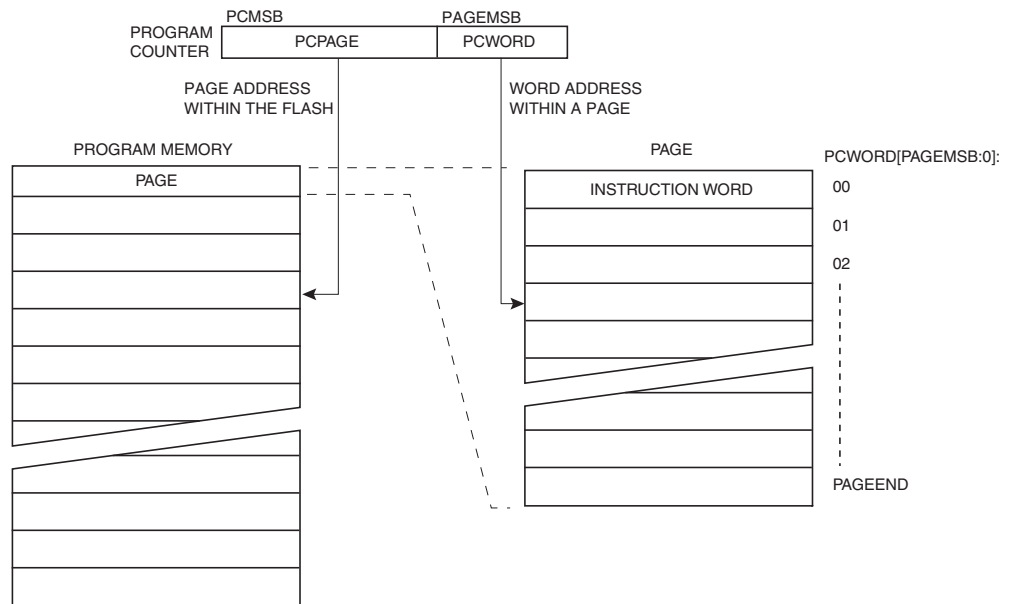 PCMSB
PAGEMSB
PROGRAM
COUNTER
PCPAGE
PCWORD
PAGE ADDRESS
WITHIN THE FLASH
WORD ADDRESS
WITHIN A PAGE
PROGRAM MEMORY
PAGE
PAGE
INSTRUCTION WORD
PCWORD[PAGEMSB:0]:
00
01
02
PAGEEND